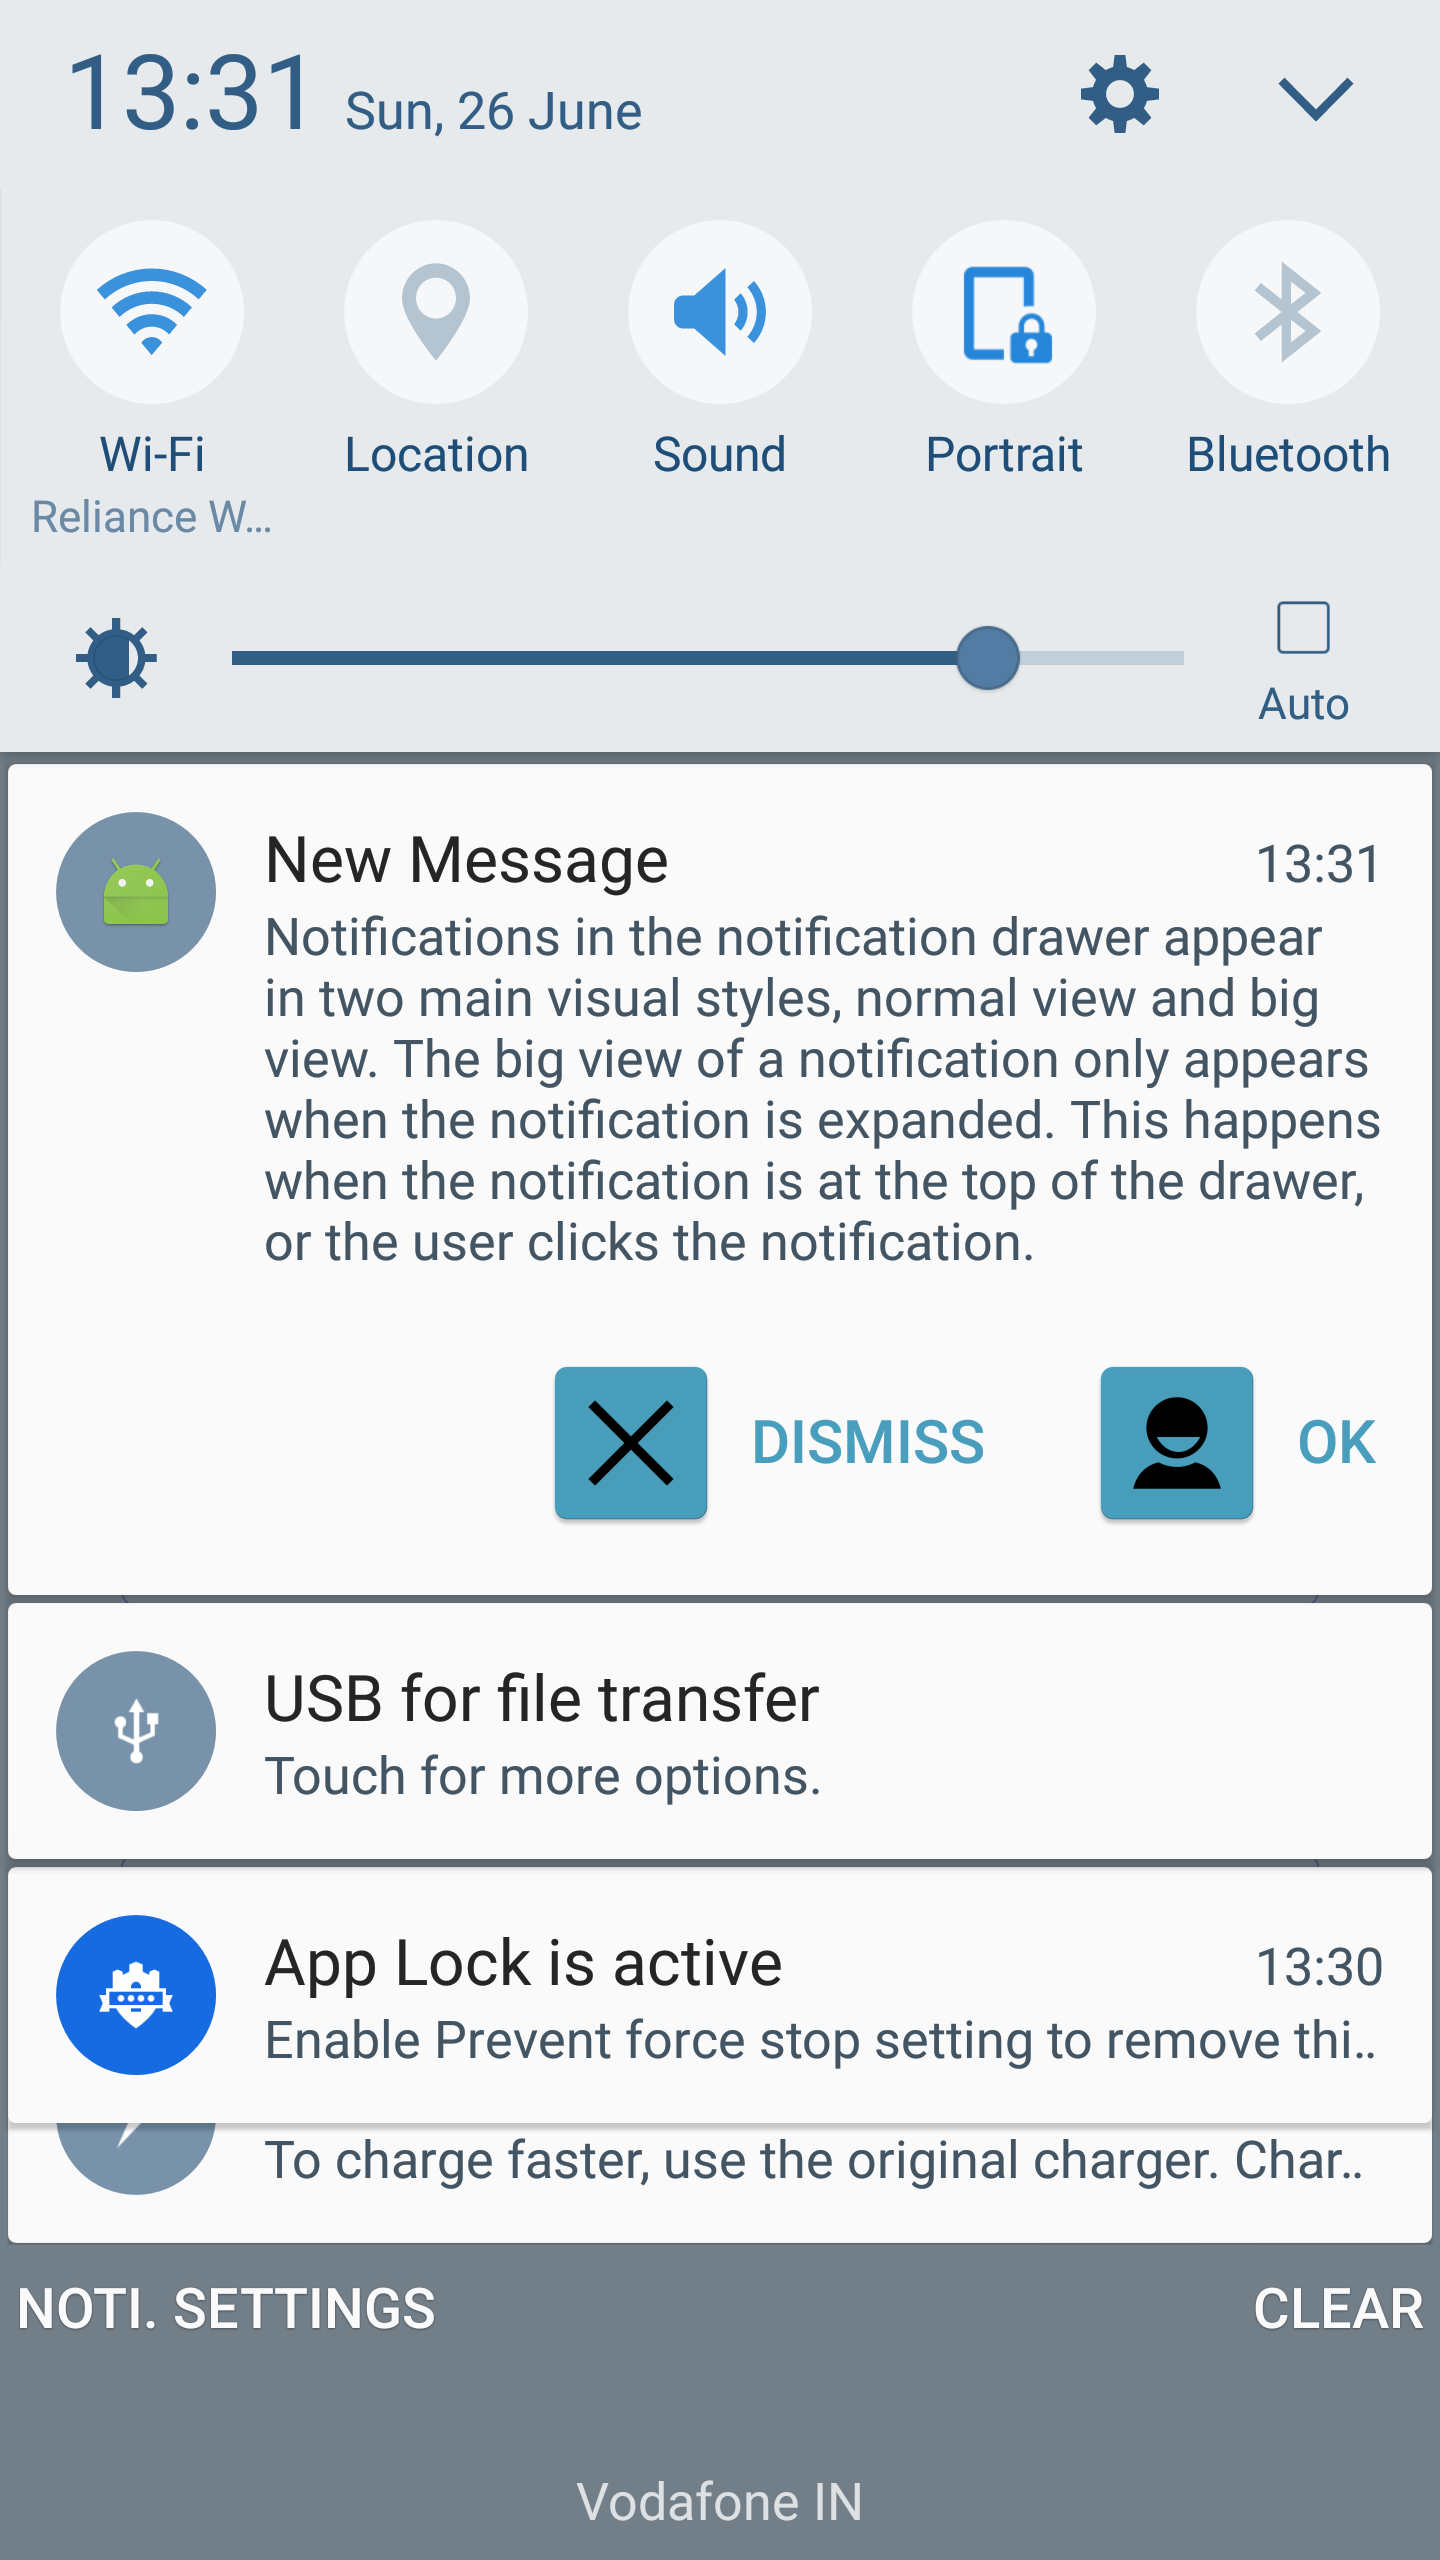 13:31 Sun, 26 June
Wi-Fi Location Sound Portrait Bluetooth
Reliance W...
Auto
New Message 13:31
Notifications in the notification drawer appear
in two main visual styles, normal view and big
view. The big view of a notification only appears
when the notification is expanded. This happens
when the notification is at the top of the drawer,
or the user clicks the notification.
DISMISS OK
USB for file transfer
Touch for more options.
App Lock is active 13:30
Enable Prevent force stop setting to remove thi..
To charge faster, use the original charger. Char..
NOTI. SETTINGS CLEAR
Vodafone IN